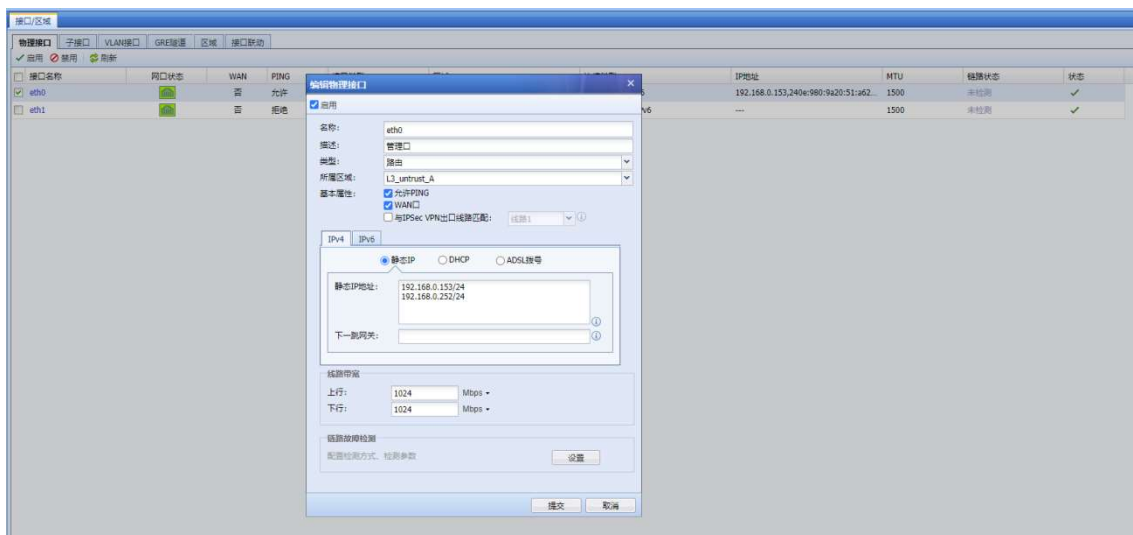 接口/区域
物理接口 子接口 VLAN接口 GRE隧道 区域 接口联动
启用 禁用 刷新
接口名称 网口状态 WAN PING IP地址 MTU 链路状态 状态
eth0 否 允许 192.168.0.153,240e:980:9a20:51:a62... 1500 未检测
eth1 否 拒绝 --- 1500 未检测
编辑物理接口
启用
名称: eth0
描述: 管理口
类型: 路由
所属区域: L3_untrust_A
基本属性: 允许PING
WAN口
与IPSec VPN出口线路匹配: 线路1
IPv4 IPv6
静态IP DHCP ADSL拨号
静态IP地址: 192.168.0.153/24
192.168.0.252/24
下一跳网关:
线路带宽
上行: 1024 Mbps
下行: 1024 Mbps
链路故障检测
配置检测方式、检测参数 设置
提交 取消